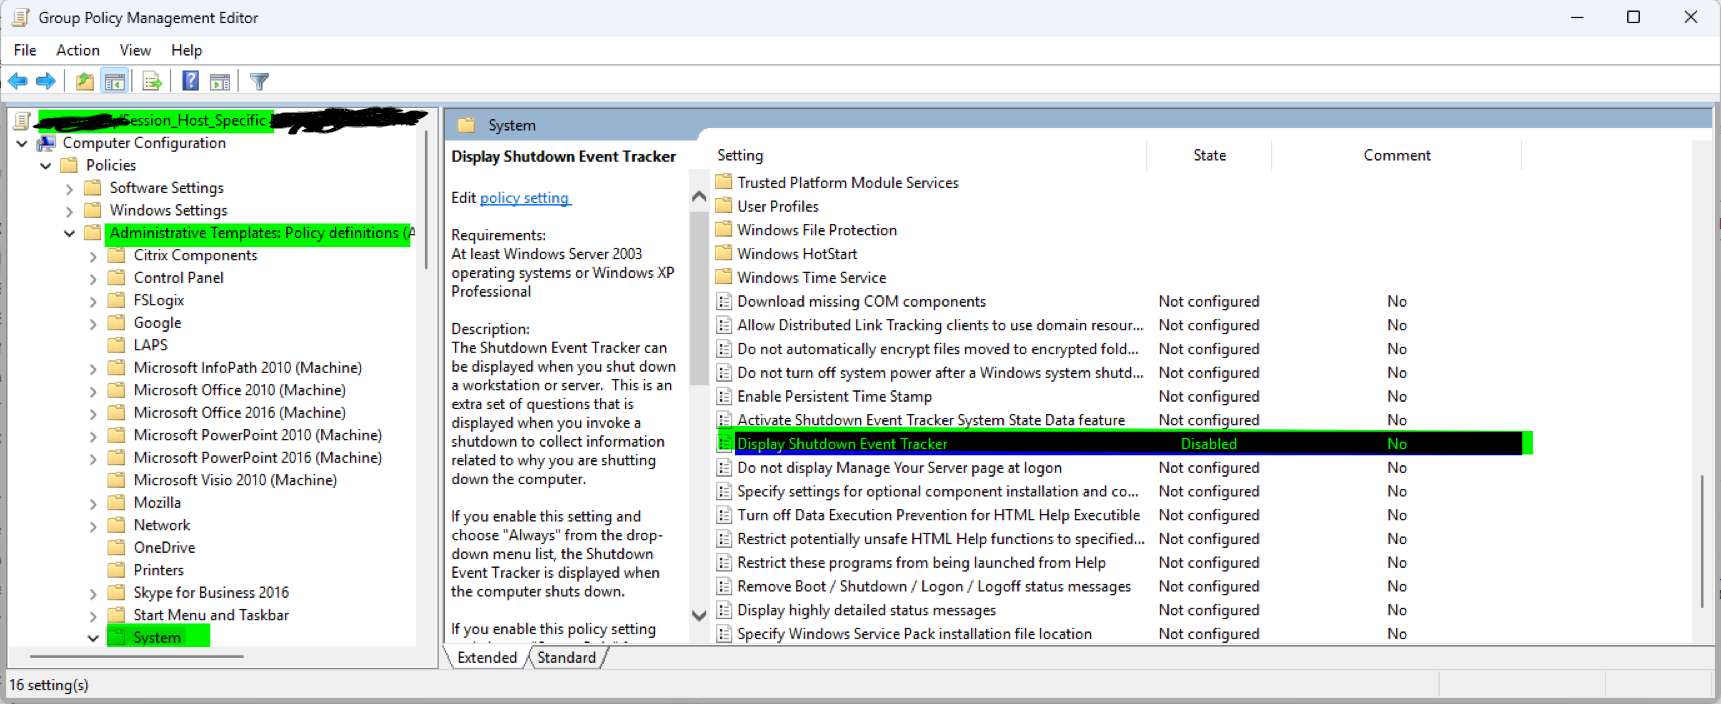 Group Policy Management Editor
File Action View Help
Session_Host_Specific
Computer Configuration
Policies
Software Settings
Windows Settings
Administrative Templates: Policy definitions (
Citrix Components
Control Panel
FSLogix
Google
LAPS
Microsoft InfoPath 2010 (Machine)
Microsoft Office 2010 (Machine)
Microsoft Office 2016 (Machine)
Microsoft PowerPoint 2010 (Machine)
Microsoft PowerPoint 2016 (Machine)
Microsoft Visio 2010 (Machine)
Mozilla
Network
OneDrive
Printers
Skype for Business 2016
Start Menu and Taskbar
System
System
Display Shutdown Event Tracker
Edit policy setting
Requirements:
At least Windows Server 2003
operating systems or Windows XP
Professional
Description:
The Shutdown Event Tracker can
be displayed when you shut down
a workstation or server. This is an
extra set of questions that is
displayed when you invoke a
shutdown to collect information
related to why you are shutting
down the computer.
If you enable this setting and
choose "Always" from the drop-
down menu list, the Shutdown
Event Tracker is displayed when
the computer shuts down.
If you enable this policy setting
Setting State Comment
Trusted Platform Module Services
User Profiles
Windows File Protection
Windows HotStart
Windows Time Service
Download missing COM components Not configured No
Allow Distributed Link Tracking clients to use domain resour... Not configured No
Do not automatically encrypt files moved to encrypted fold... Not configured No
Do not turn off system power after a Windows system shutd... Not configured No
Enable Persistent Time Stamp Not configured No
Activate Shutdown Event Tracker System State Data feature Not configured No
Display Shutdown Event Tracker Disabled No
Do not display Manage Your Server page at logon Not configured No
Specify settings for optional component installation and co... Not configured No
Turn off Data Execution Prevention for HTML Help Executible Not configured No
Restrict potentially unsafe HTML Help functions to specified... Not configured No
Restrict these programs from being launched from Help Not configured No
Remove Boot / Shutdown / Logon / Logoff status messages Not configured No
Display highly detailed status messages Not configured No
Specify Windows Service Pack installation file location Not configured No
Extended Standard
16 setting(s)